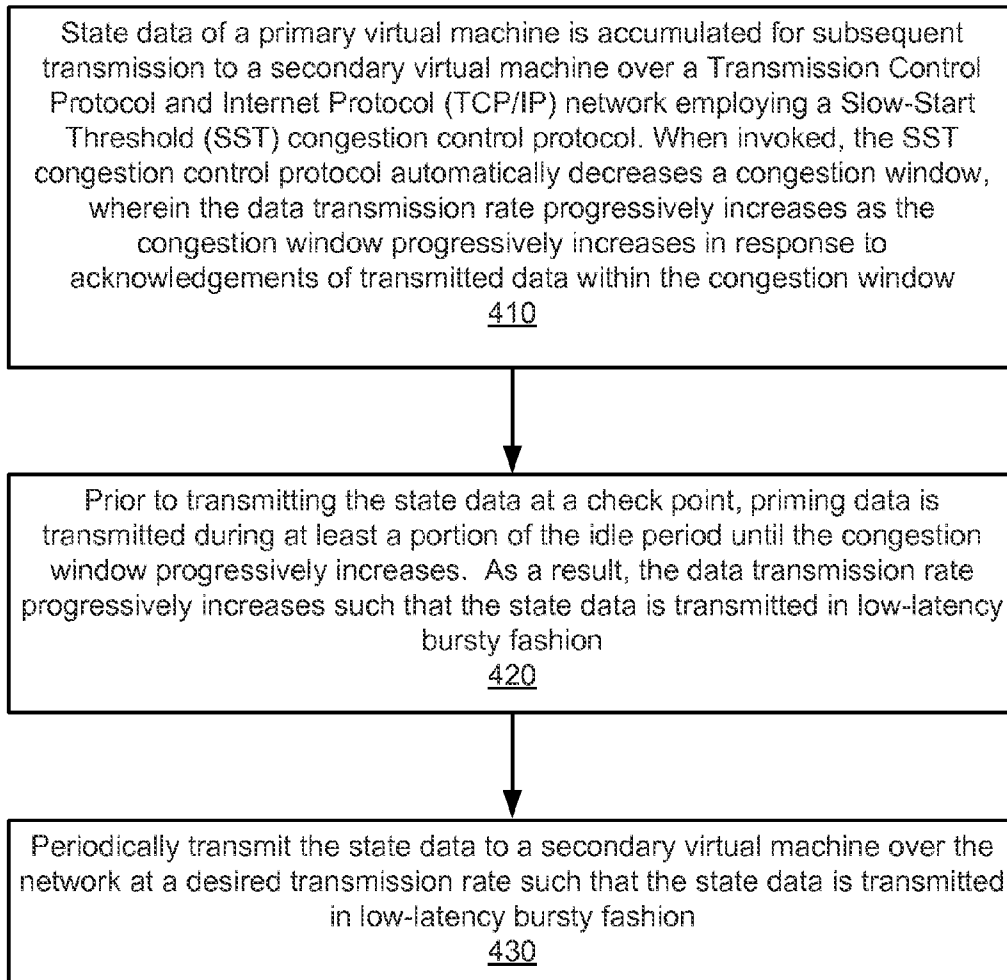 State data of a primary virtual machine is accumulated for subsequent
transmission to a secondary virtual machine over a Transmission Control
Protocol and Internet Protocol (TCP/IP) network employing a Slow-Start
Threshold (SST) congestion control protocol. When invoked, the SST
congestion control protocol automatically decreases a congestion window,
wherein the data transmission rate progressively increases as the
congestion window progressively increases in response to
acknowledgements of transmitted data within the congestion window
410
Prior to transmitting the state data at a check point, priming data is
transmitted during at least a portion of the idle period until the congestion
window progressively increases. As a result, the data transmission rate
progressively increases such that the state data is transmitted in low-latency
bursty fashion
420
Periodically transmit the state data to a secondary virtual machine over the
network at a desired transmission rate such that the state data is transmitted
in low-latency bursty fashion
430